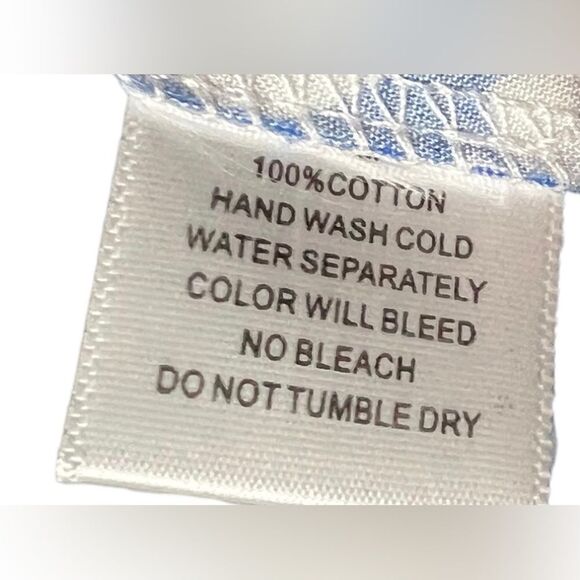 100%COTTON
HAND WASH COLD
WATER SEPARATELY
COLOR WILL BLEED
NO BLEACH
DO NOT TUMBLE DRY